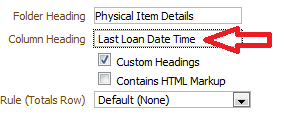 Folder Heading Physical Item Details
Column Heading Last Loan Date Time
Custom Headings
Contains HTML Markup
Rule (Totals Row) Default (None)